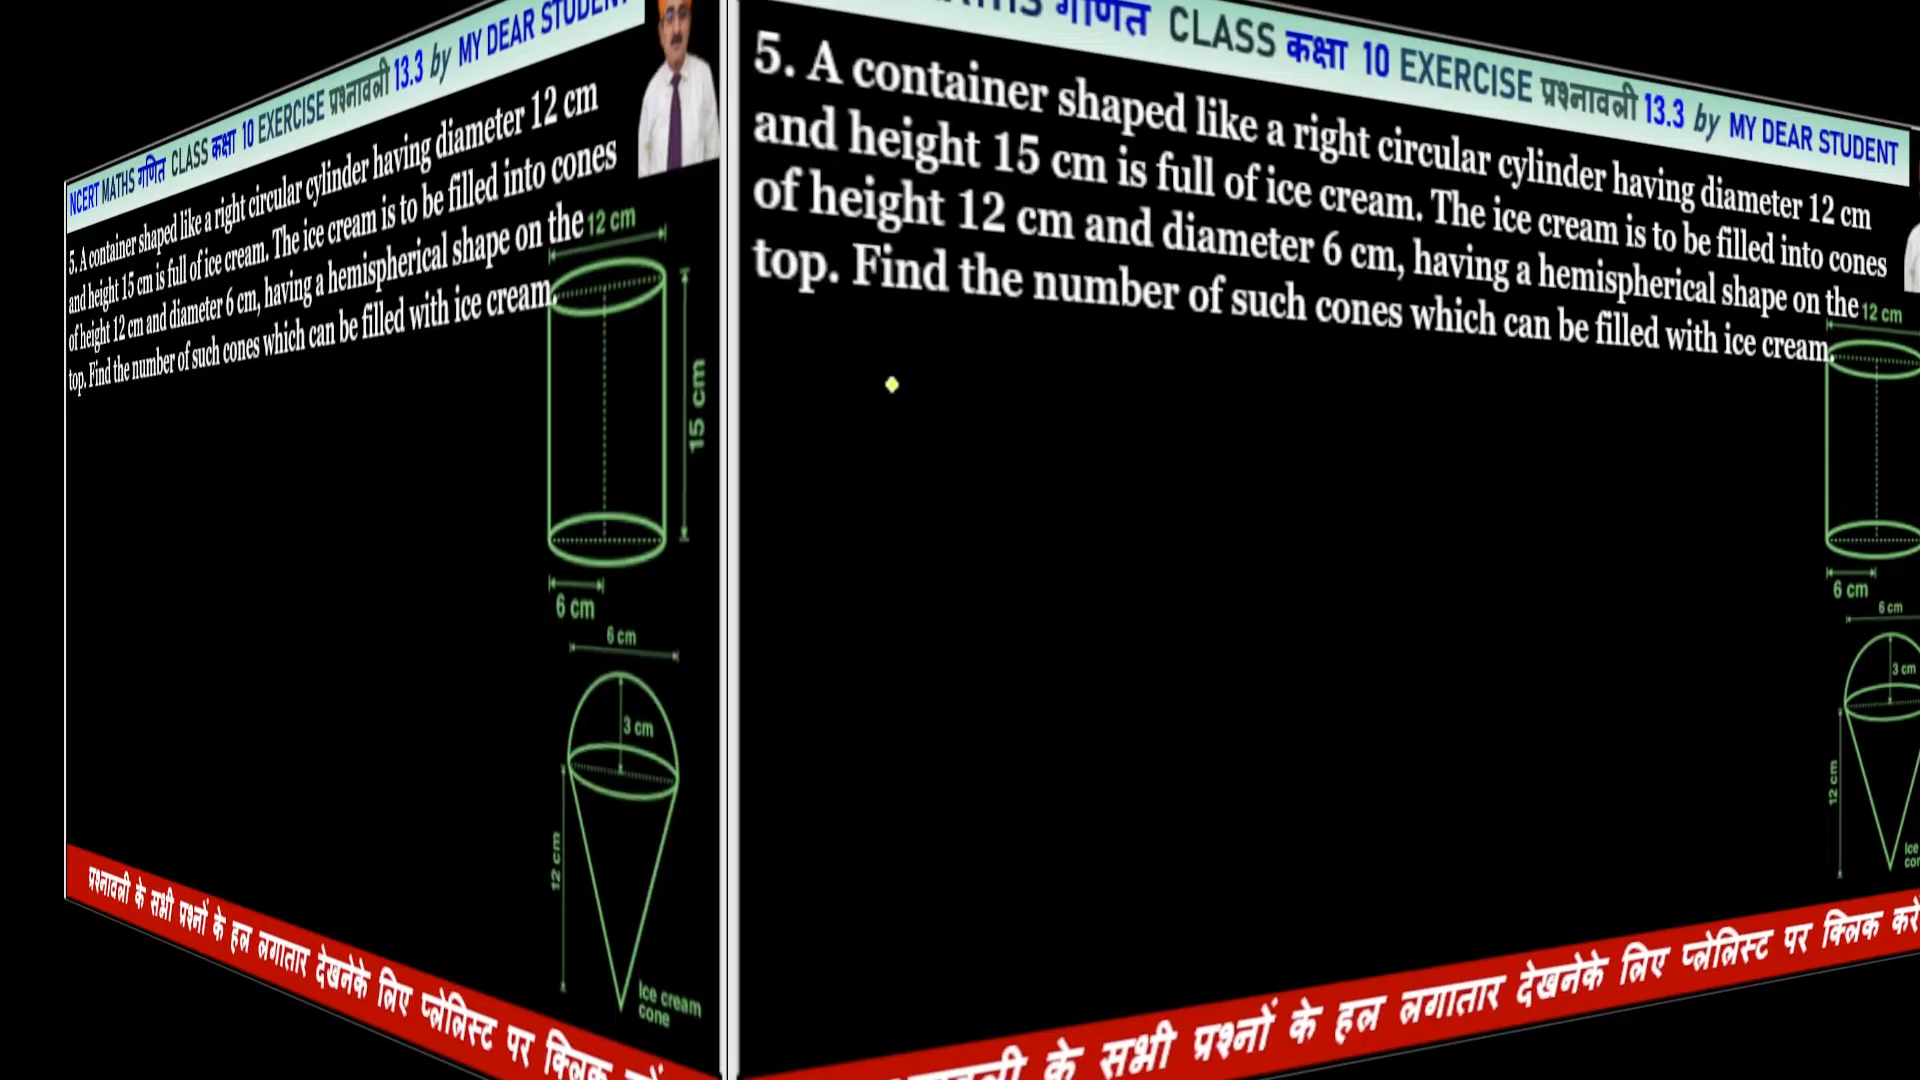 NCERT MATHS गणित CLASS कक्षा 10 EXERCISE प्रश्नावली 13.3 by MY DEAR STUDENT
5. A container shaped like a right circular cylinder having diameter 12 cm
and height 15 cm is full of ice cream. The ice cream is to be filled into cones
of height 12 cm and diameter 6 cm, having a hemispherical shape on the
top. Find the number of such cones which can be filled with ice cream.
12 cm
15 cm
6 cm
6 cm
3 cm
12 cm
Ice cream
cone
प्रश्नावली के सभी प्रश्नों के हल लगातार देखनेके लिए प्लेलिस्ट पर क्लिक करें
MATHS गणित CLASS कक्षा 10 EXERCISE प्रश्नावली 13.3 by MY DEAR STUDENT
5. A container shaped like a right circular cylinder having diameter 12 cm
and height 15 cm is full of ice cream. The ice cream is to be filled into cones
of height 12 cm and diameter 6 cm, having a hemispherical shape on the
top. Find the number of such cones which can be filled with ice cream.
12 cm
6 cm
6 cm
3 cm
12 cm
Ice
के सभी प्रश्नों के हल लगातार देखनेके लिए प्लेलिस्ट पर क्लिक करें